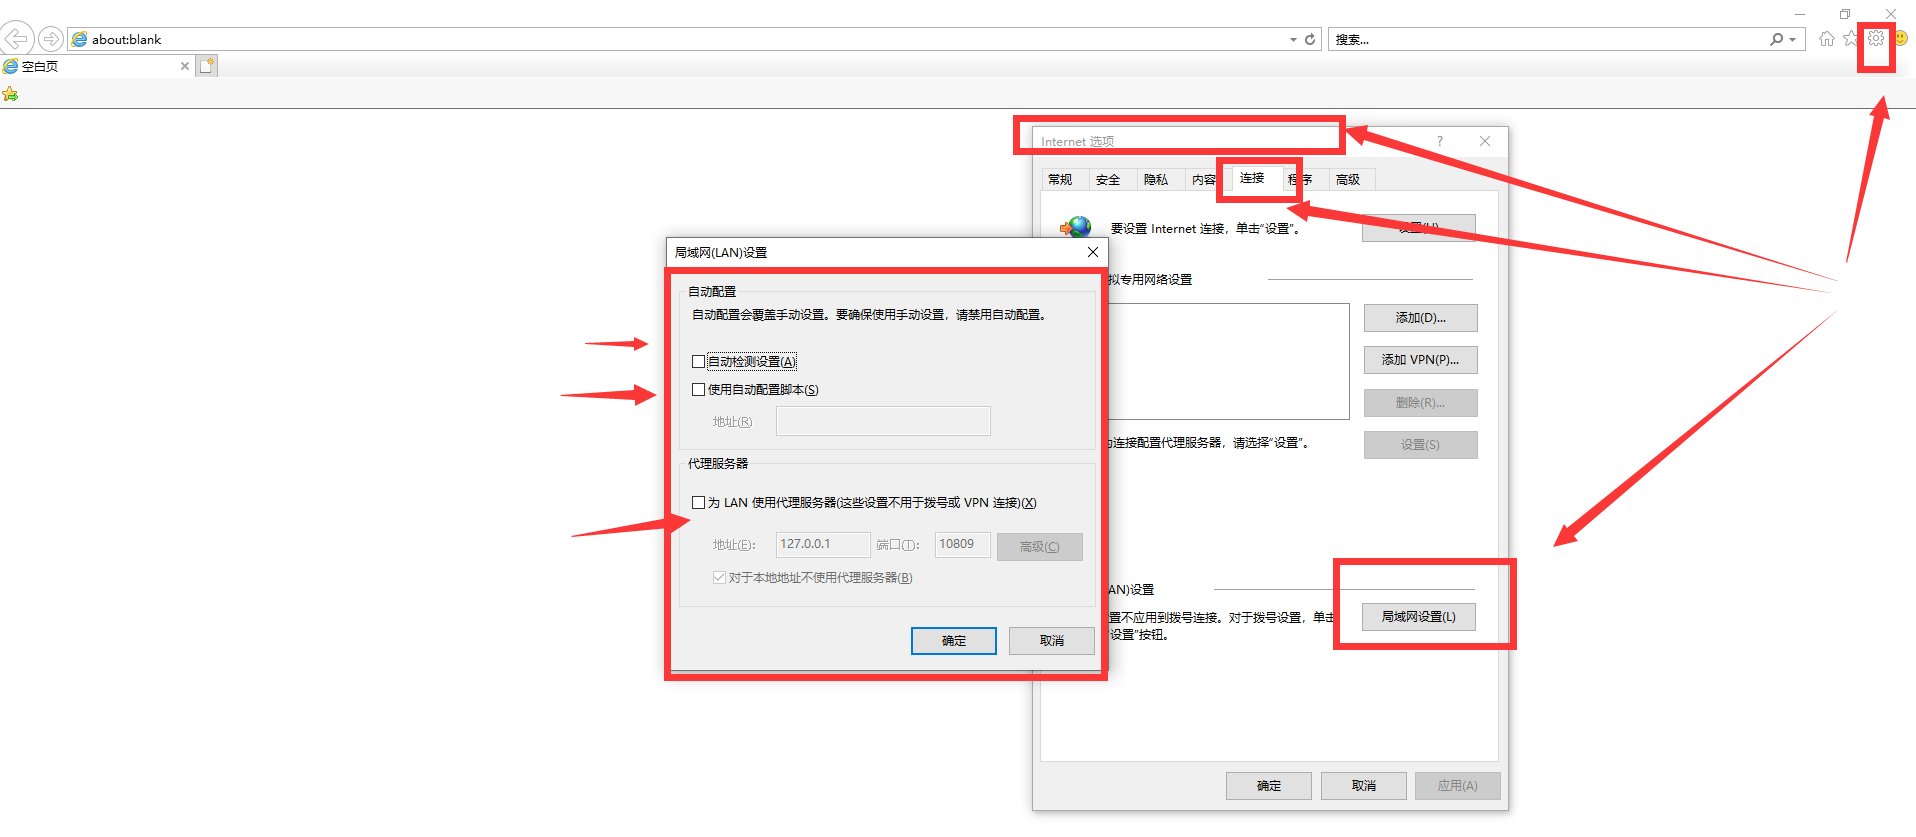 about:blank
搜索...
空白页
Internet 选项
?
常规 安全 隐私 内容 连接 程序 高级
要设置 Internet 连接，单击“设置”。
设置(U)
拟专用网络设置
添加(D)...
添加 VPN(P)...
删除(R)...
连接配置代理服务器，请选择“设置”。
设置(S)
AN)设置
置不应用到拨号连接。对于拨号设置，单击
设置”按钮。
局域网设置(L)
确定 取消 应用(A)
局域网(LAN)设置
自动配置
自动配置会覆盖手动设置。要确保使用手动设置，请禁用自动配置。
自动检测设置(A)
使用自动配置脚本(S)
地址(R)
代理服务器
为 LAN 使用代理服务器(这些设置不用于拨号或 VPN 连接)(X)
地址(E): 127.0.0.1 端口(T): 10809 高级(C)
对于本地地址不使用代理服务器(B)
确定 取消